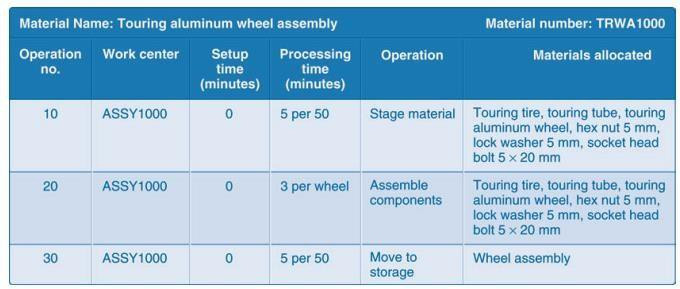 Material Name: Touring aluminum wheel assembly Material number: TRWA1000
Operation no. Work center Setup time (minutes) Processing time (minutes) Operation Materials allocated
10 ASSY1000 0 5 per 50 Stage material Touring tire, touring tube, touring
aluminum wheel, hex nut 5 mm,
lock washer 5 mm, socket head
bolt 5 × 20 mm
20 ASSY1000 0 3 per wheel Assemble components Touring tire, touring tube, touring
aluminum wheel, hex nut 5 mm,
lock washer 5 mm, socket head
bolt 5 × 20 mm
30 ASSY1000 0 5 per 50 Move to storage Wheel assembly